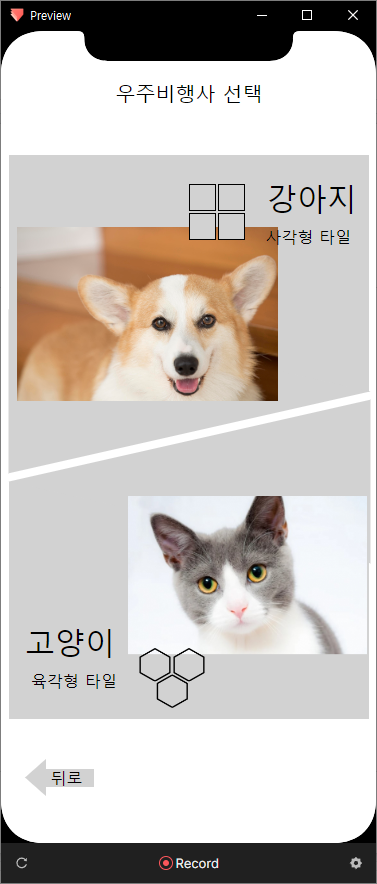 Preview
우주비행사 선택
강아지
사각형 타일
고양이
육각형 타일
뒤로
Record